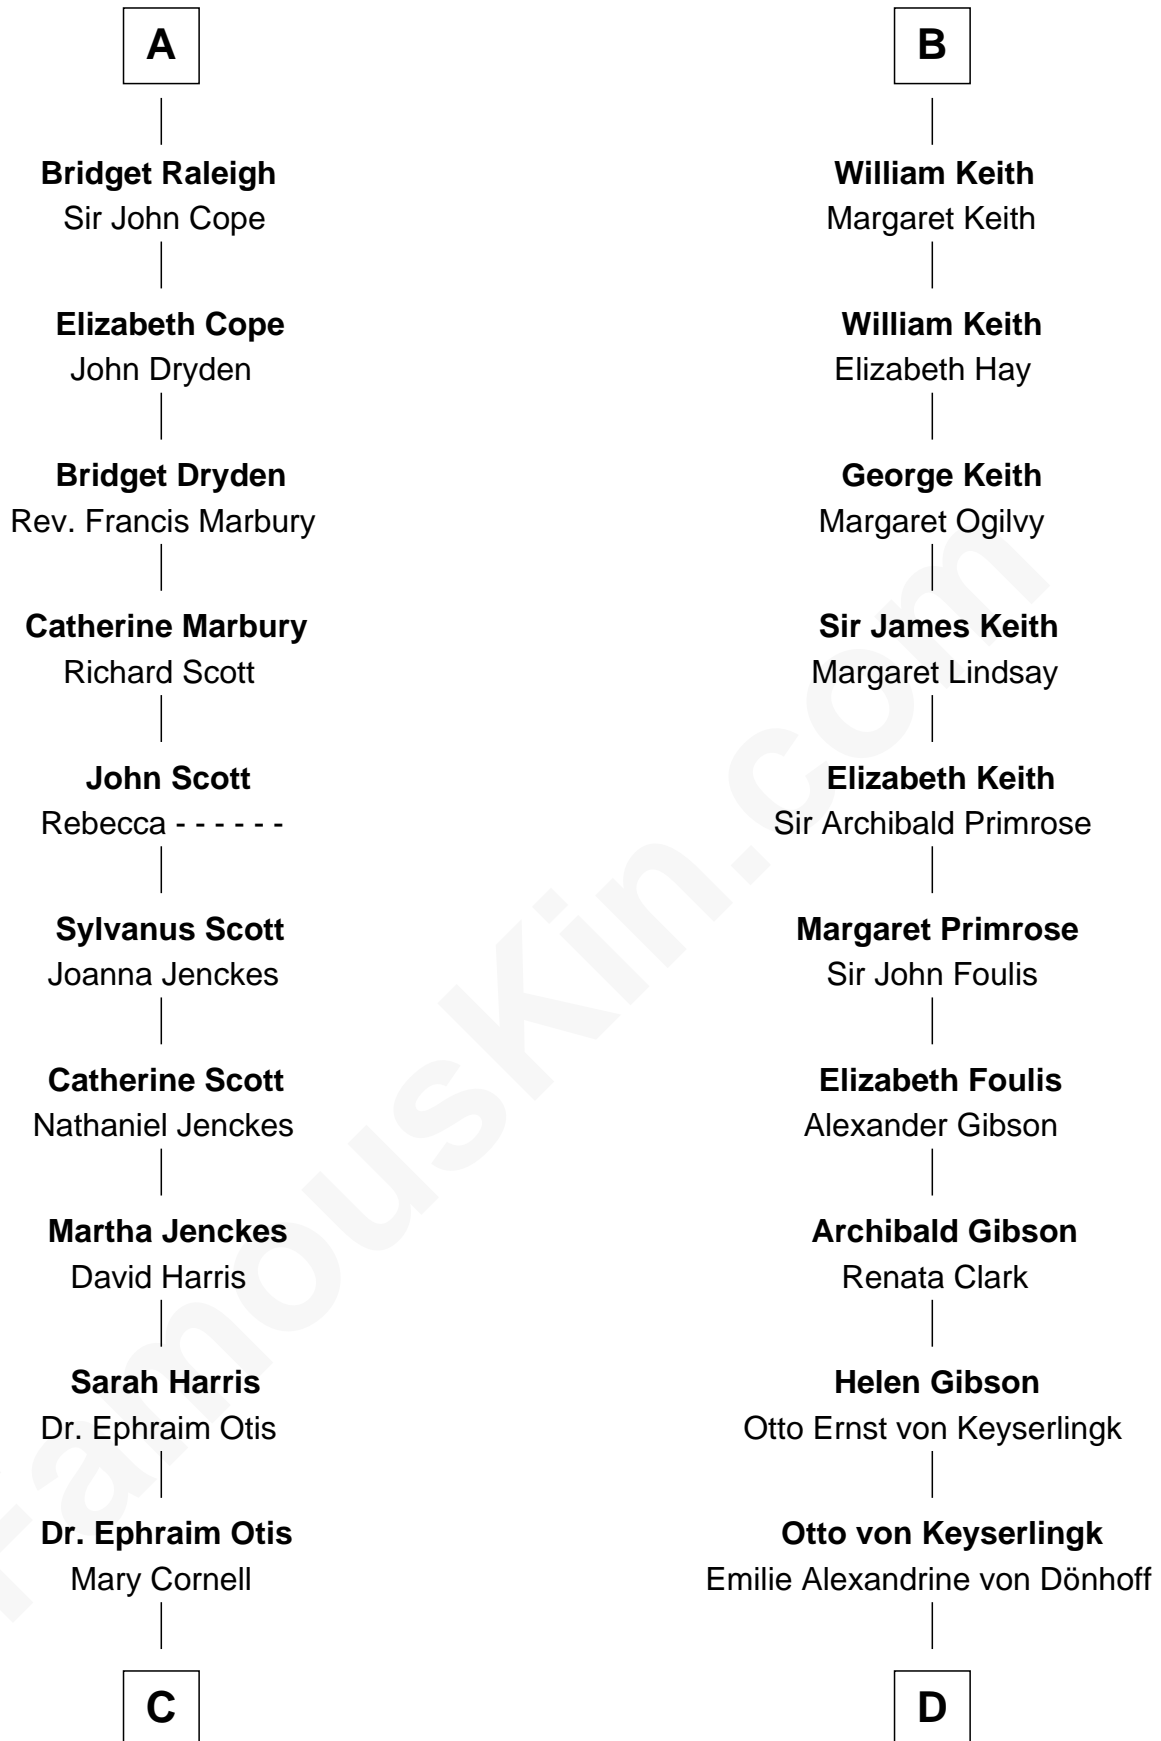 A
Bridget Raleigh
Sir John Cope
Elizabeth Cope
John Dryden
Bridget Dryden
Rev. Francis Marbury
Catherine Marbury
Richard Scott
John Scott
Rebecca - - - - - -
Sylvanus Scott
Joanna Jenckes
Catherine Scott
Nathaniel Jenckes
Martha Jenckes
David Harris
Sarah Harris
Dr. Ephraim Otis
Dr. Ephraim Otis
Mary Cornell
C
B
William Keith
Margaret Keith
William Keith
Elizabeth Hay
George Keith
Margaret Ogilvy
Sir James Keith
Margaret Lindsay
Elizabeth Keith
Sir Archibald Primrose
Margaret Primrose
Sir John Foulis
Elizabeth Foulis
Alexander Gibson
Archibald Gibson
Renata Clark
Helen Gibson
Otto Ernst von Keyserlingk
Otto von Keyserlingk
Emilie Alexandrine von Dönhoff
D
FamousKin.com